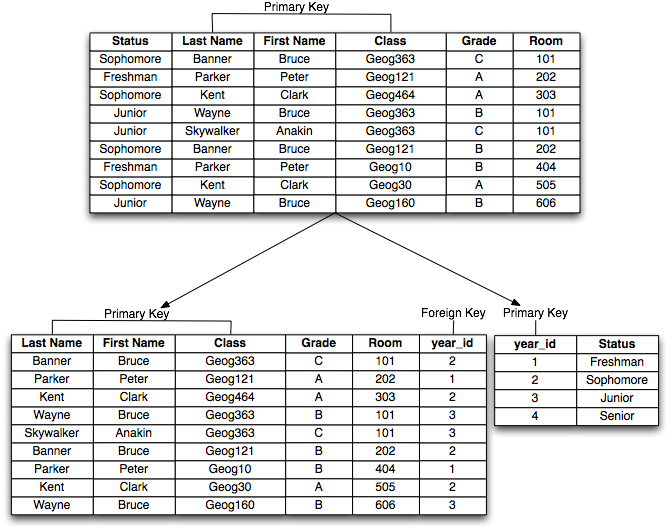 Primary Key
Status Last Name First Name Class Grade Room
Sophomore Banner Bruce Geog363 C 101
Freshman Parker Peter Geog121 A 202
Sophomore Kent Clark Geog464 A 303
Junior Wayne Bruce Geog363 B 101
Junior Skywalker Anakin Geog363 C 101
Sophomore Banner Bruce Geog121 B 202
Freshman Parker Peter Geog10 B 404
Sophomore Kent Clark Geog30 A 505
Junior Wayne Bruce Geog160 B 606
Primary Key Foreign Key Primary Key
Last Name First Name Class Grade Room year_id
Banner Bruce Geog363 C 101 2
Parker Peter Geog121 A 202 1
Kent Clark Geog464 A 303 2
Wayne Bruce Geog363 B 101 3
Skywalker Anakin Geog363 C 101 3
Banner Bruce Geog121 B 202 2
Parker Peter Geog10 B 404 1
Kent Clark Geog30 A 505 2
Wayne Bruce Geog160 B 606 3
year_id Status
1 Freshman
2 Sophomore
3 Junior
4 Senior